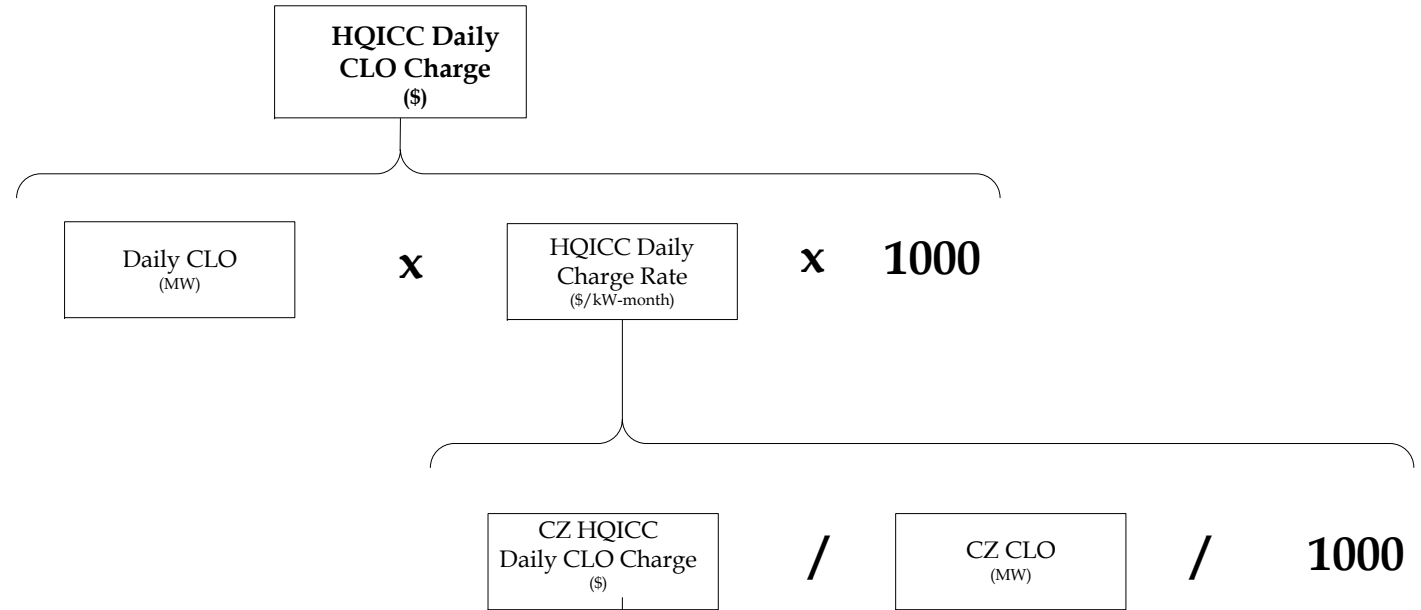 HQICC Daily
CLO Charge
($)
Daily CLO
(MW)
x
HQICC Daily
Charge Rate
($/kW-month)
x 1000
CZ HQICC
Daily CLO Charge
($)
/
CZ CLO
(MW)
/
1000